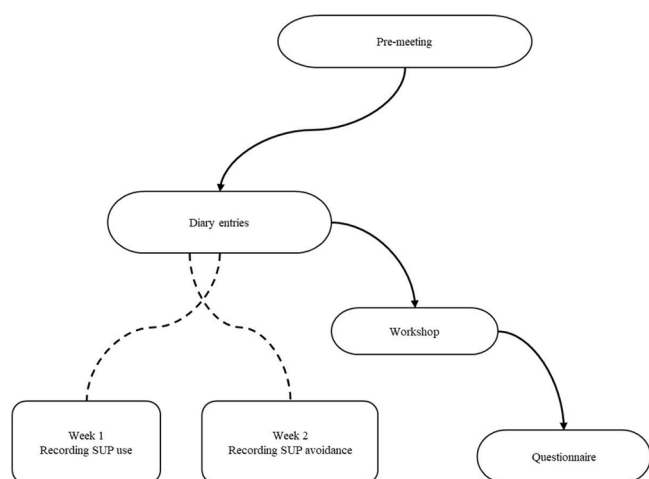 Pre-meeting
Diary entries
Workshop
Week 1
Recording SUP use
Week 2
Recording SUP avoidance
Questionnaire